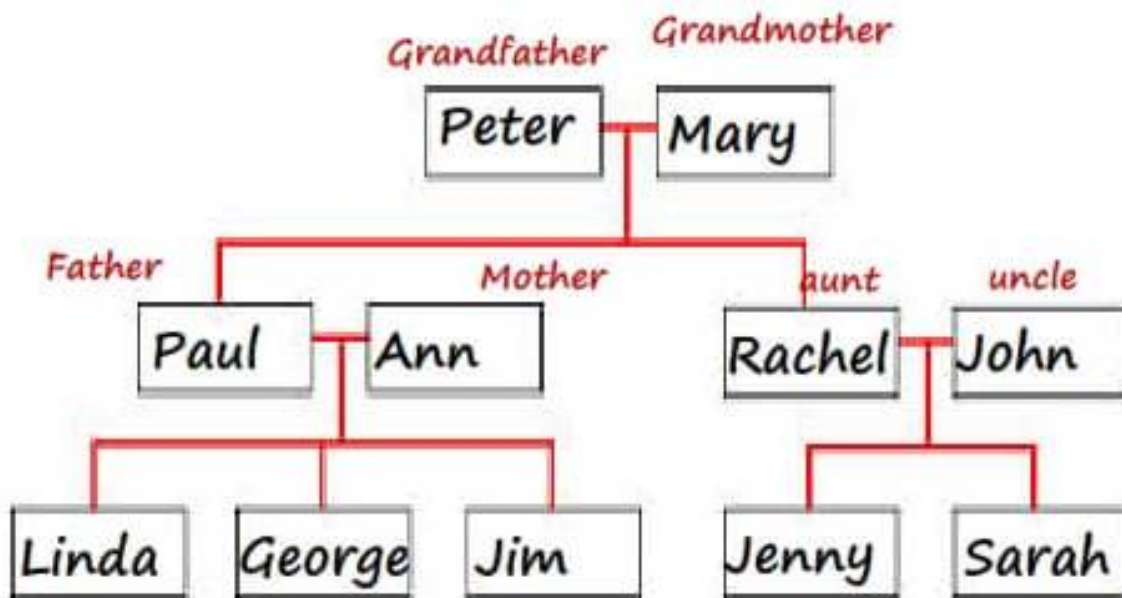 Grandfather Grandmother
Peter Mary
Father Mother aunt uncle
Paul Ann Rachel John
Linda George Jim Jenny Sarah